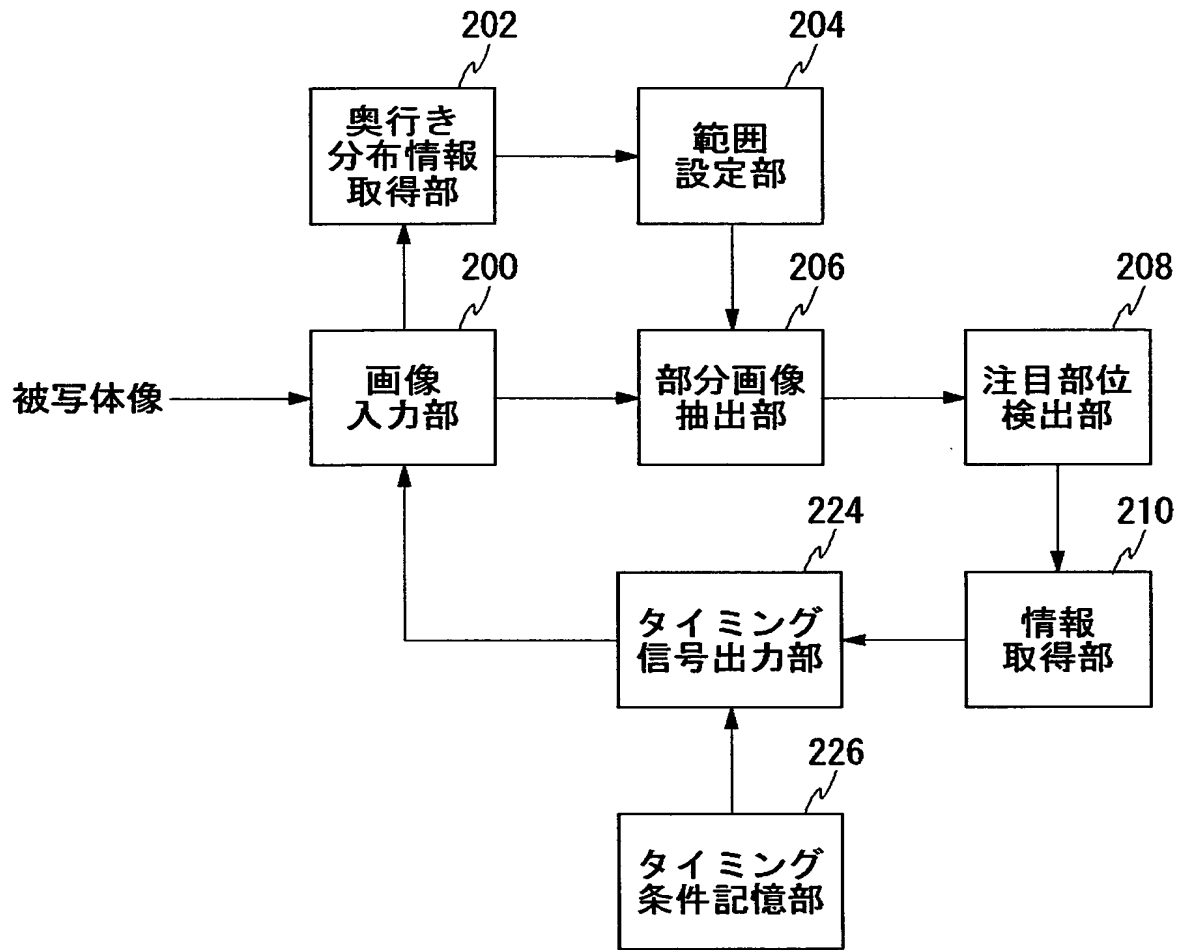 202
204
奥行き
分布情報
取得部
範囲
設定部
200
206
208
被写体像
画像
入力部
部分画像
抽出部
注目部位
検出部
224
210
タイミング
信号出力部
情報
取得部
226
タイミング
条件記憶部